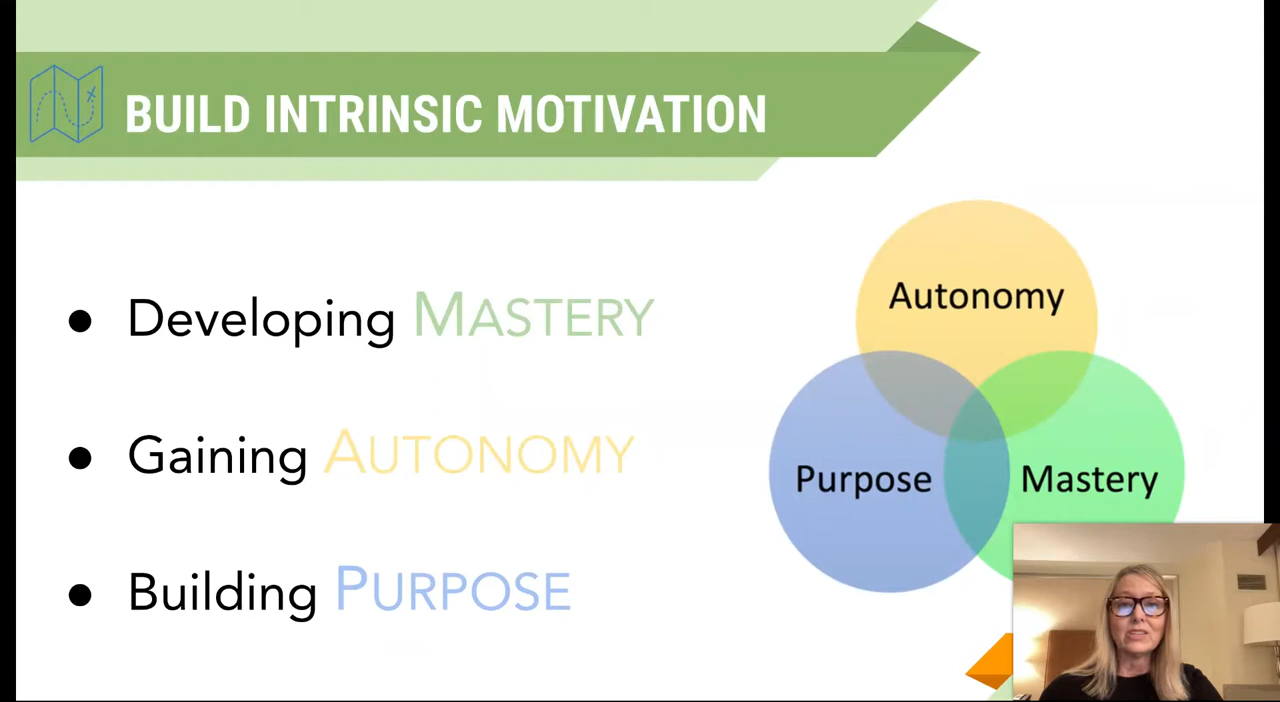 BUILD INTRINSIC MOTIVATION
Developing MASTERY
Gaining AUTONOMY
Building PURPOSE
Autonomy
Purpose
Mastery